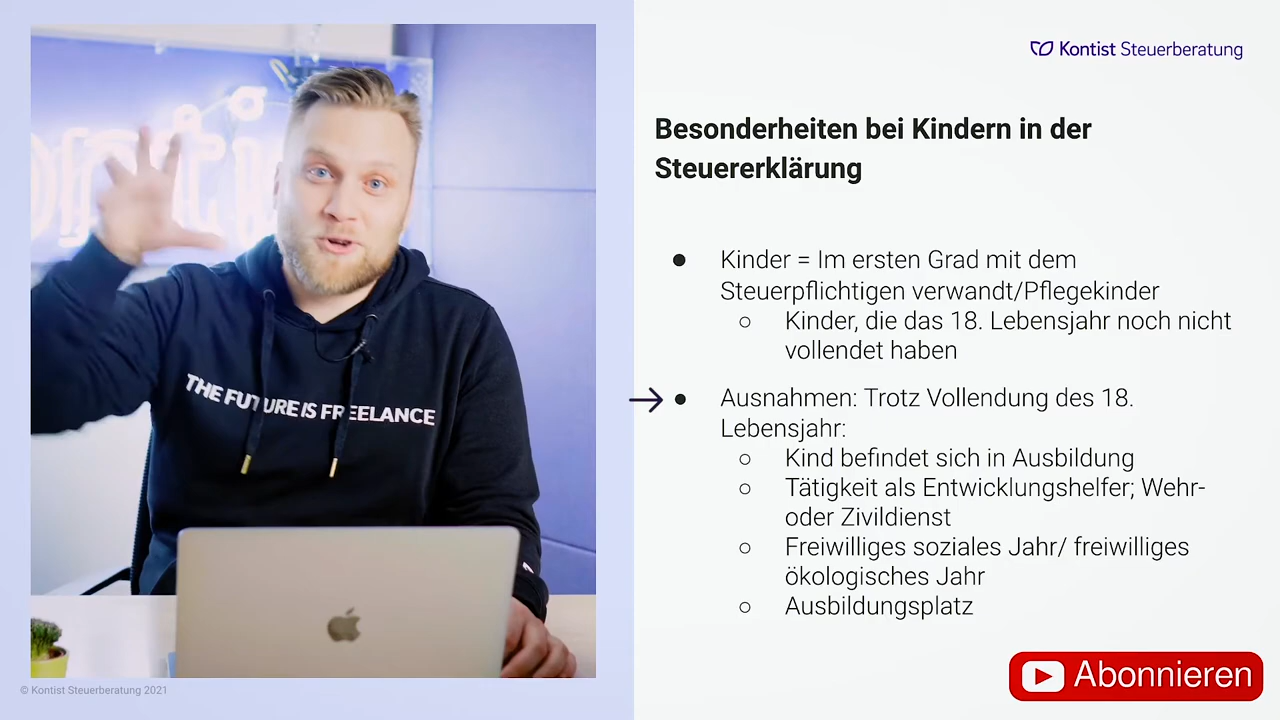 Kontist Steuerberatung
Besonderheiten bei Kindern in der
Steuererklärung
● Kinder = Im ersten Grad mit dem
Steuerpflichtigen verwandt/Pflegekinder
○ Kinder, die das 18. Lebensjahr noch nicht
vollendet haben
→ ● Ausnahmen: Trotz Vollendung des 18.
Lebensjahr:
○ Kind befindet sich in Ausbildung
○ Tätigkeit als Entwicklungshelfer; Wehr-
oder Zivildienst
○ Freiwilliges soziales Jahr/ freiwilliges
ökologisches Jahr
○ Ausbildungsplatz
THE FUTURE IS FREELANCE
Abonnieren
© Kontist Steuerberatung 2021